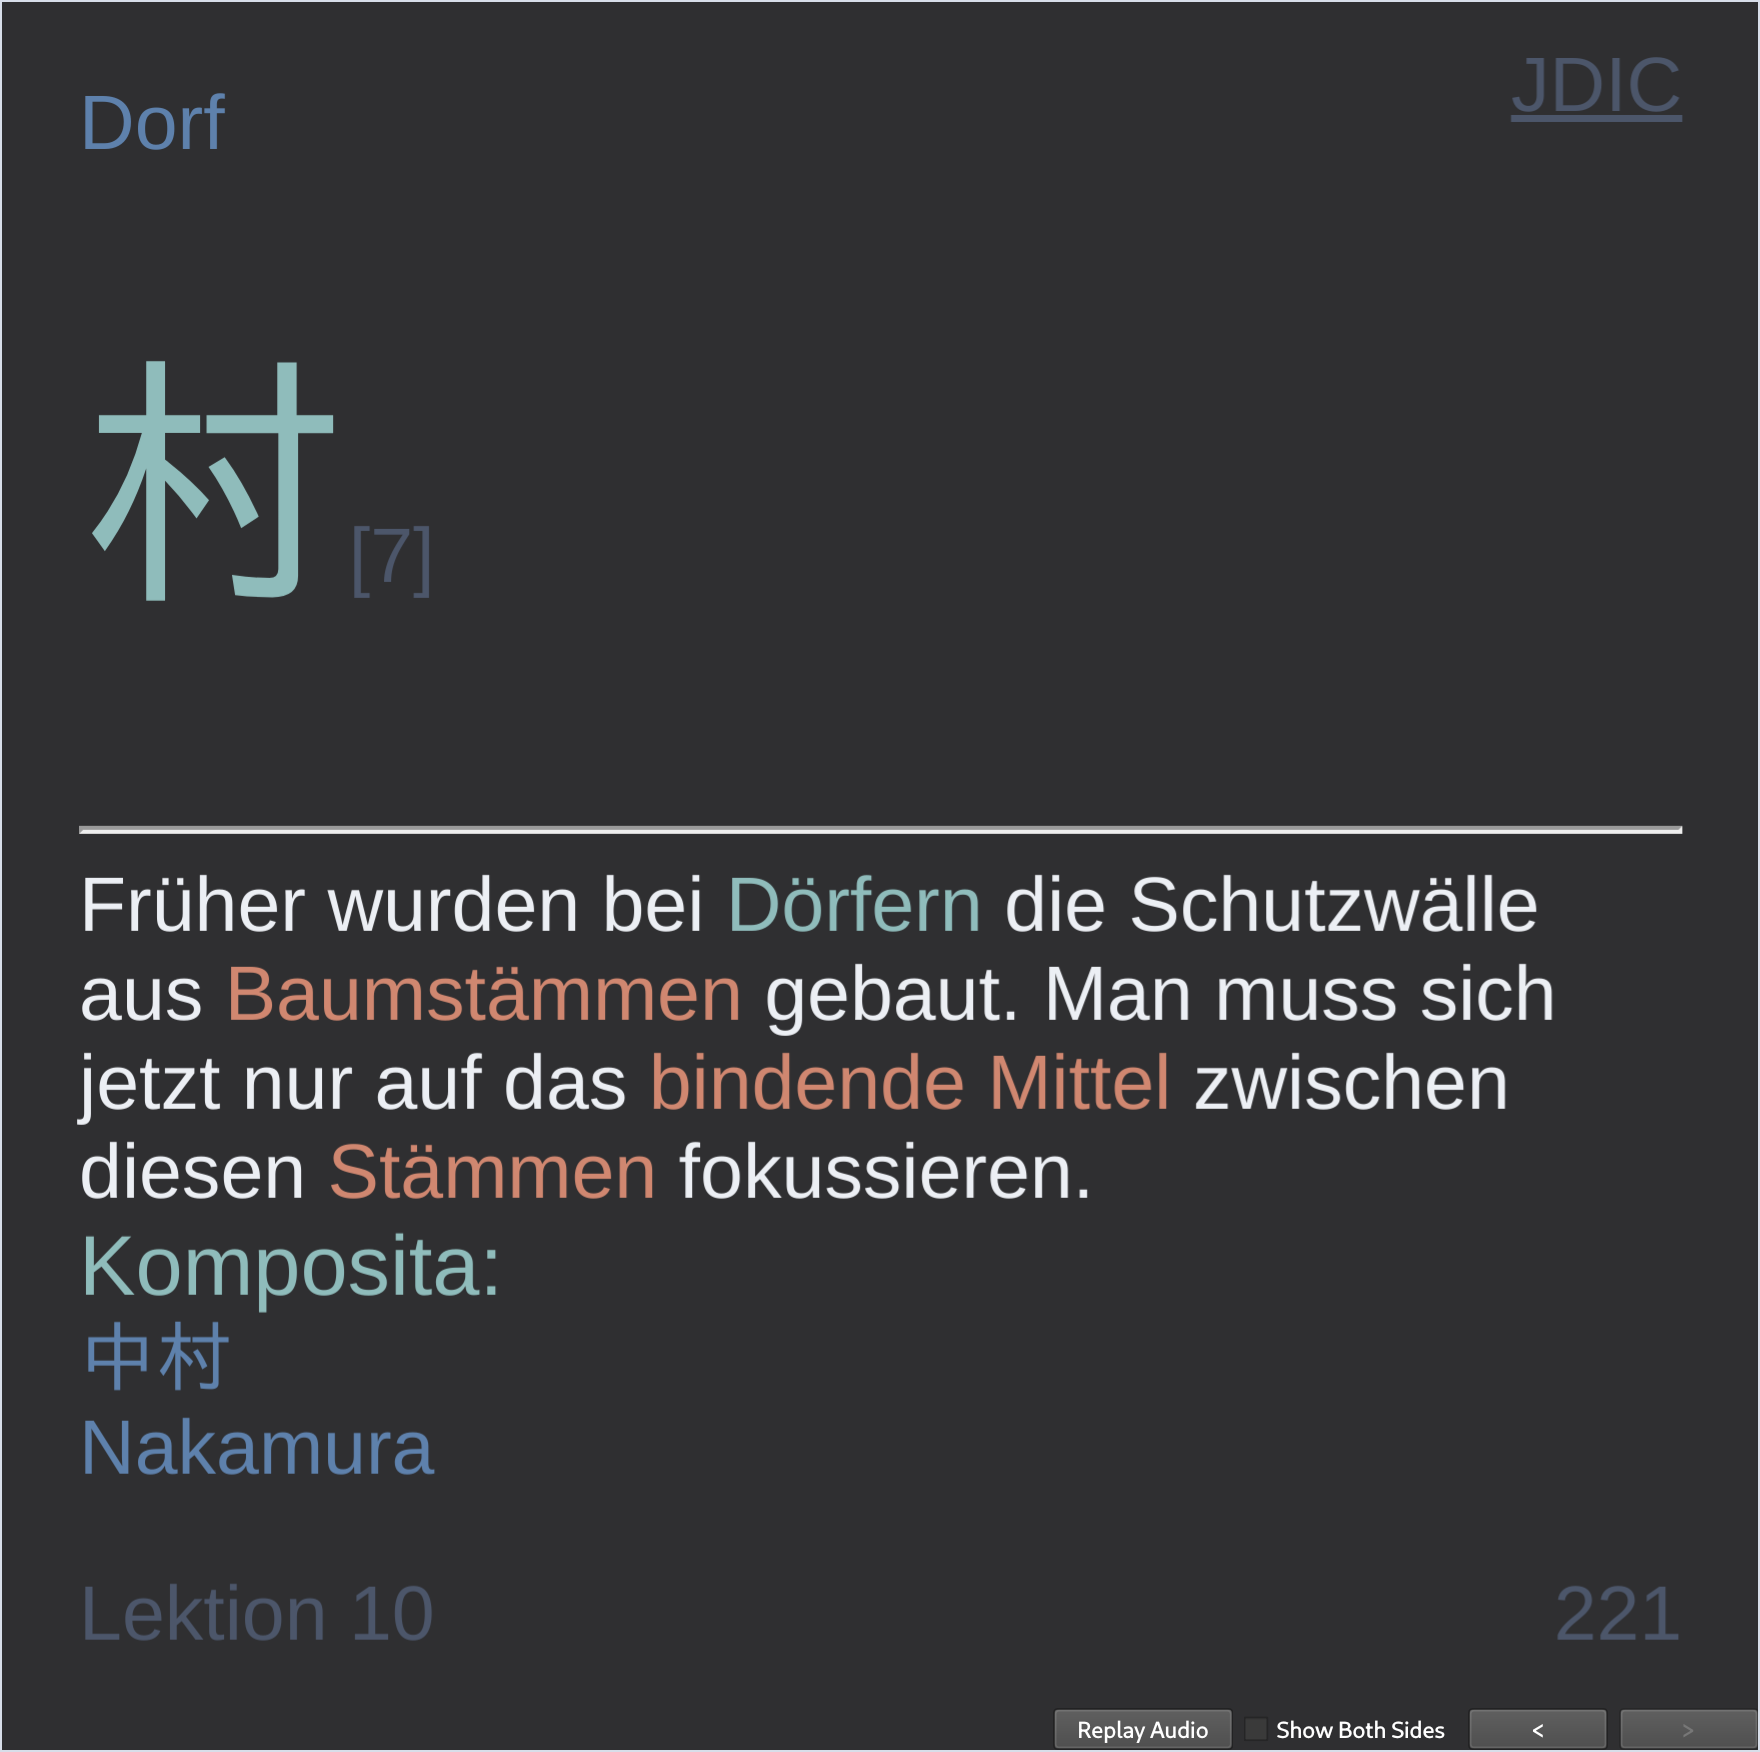 JDIC
Dorf
村 [7]
Früher wurden bei Dörfern die Schutzwälle
aus Baumstämmen gebaut. Man muss sich
jetzt nur auf das bindende Mittel zwischen
diesen Stämmen fokussieren.
Komposita:
中村
Nakamura
Lektion 10 221
Replay Audio Show Both Sides < >